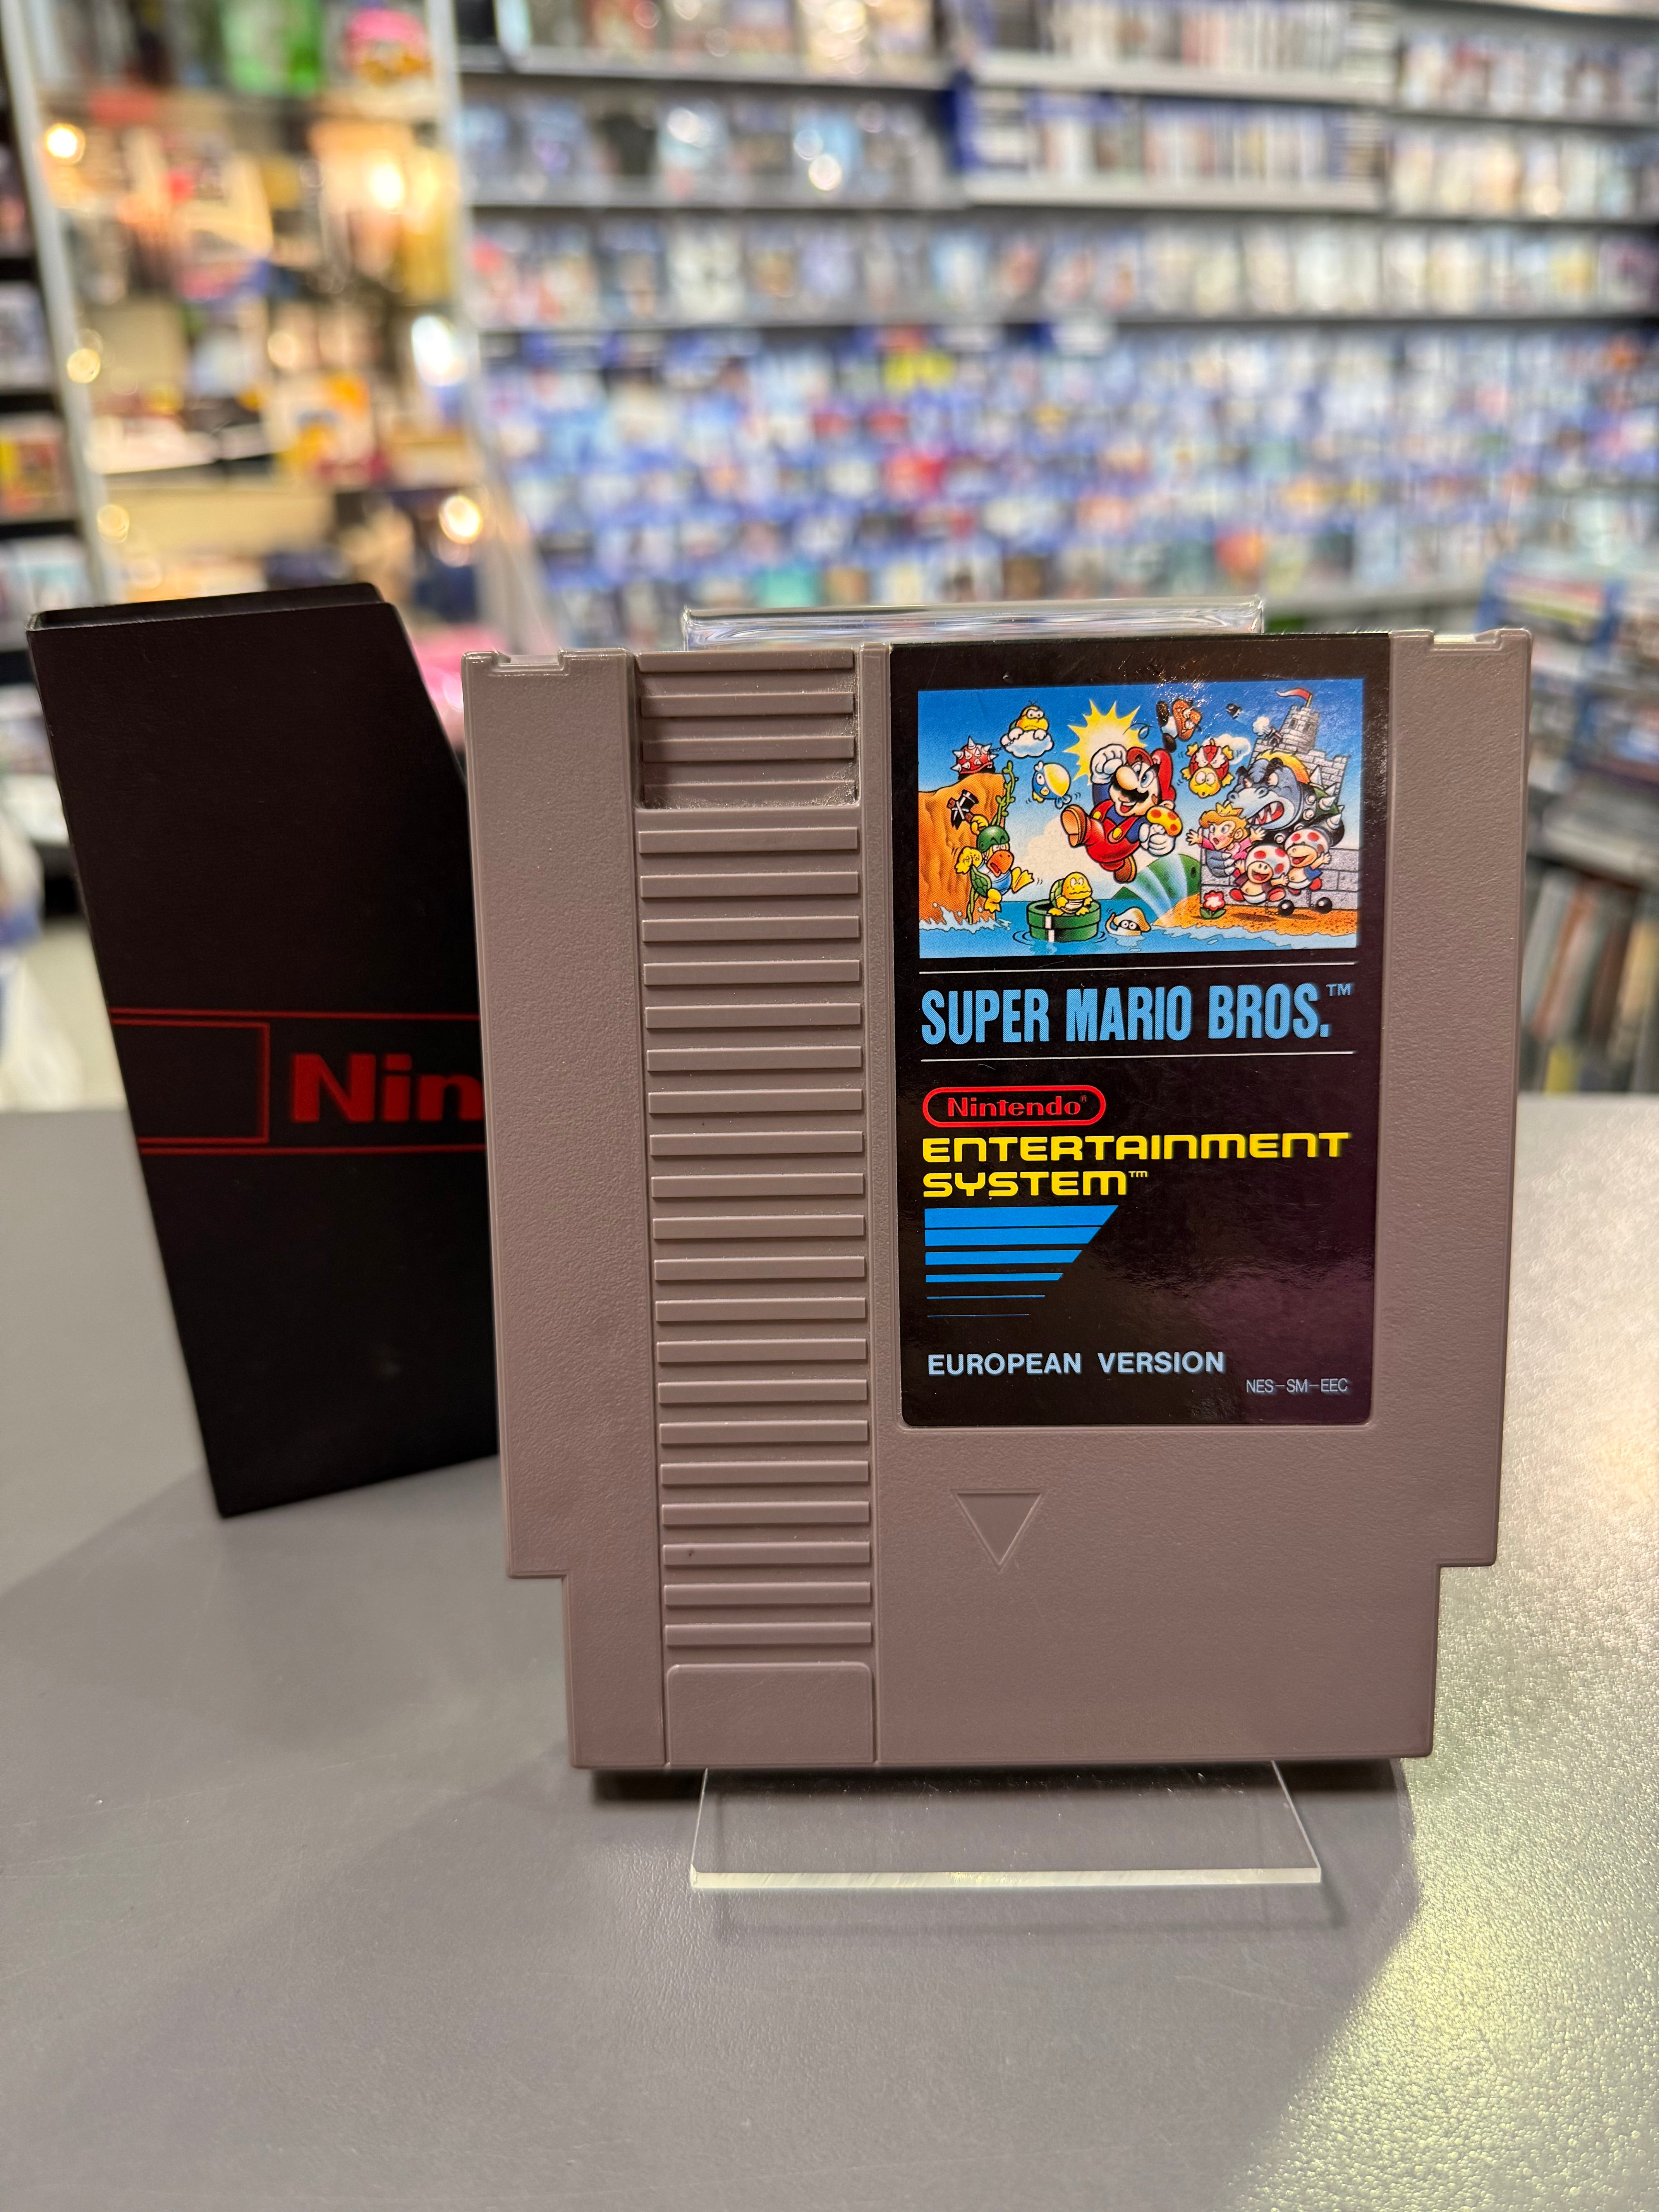 SUPER MARIO BROS.™
Nintendo®
ENTERTAINMENT
SYSTEM™
EUROPEAN VERSION
NES-SM-EEC
Nin